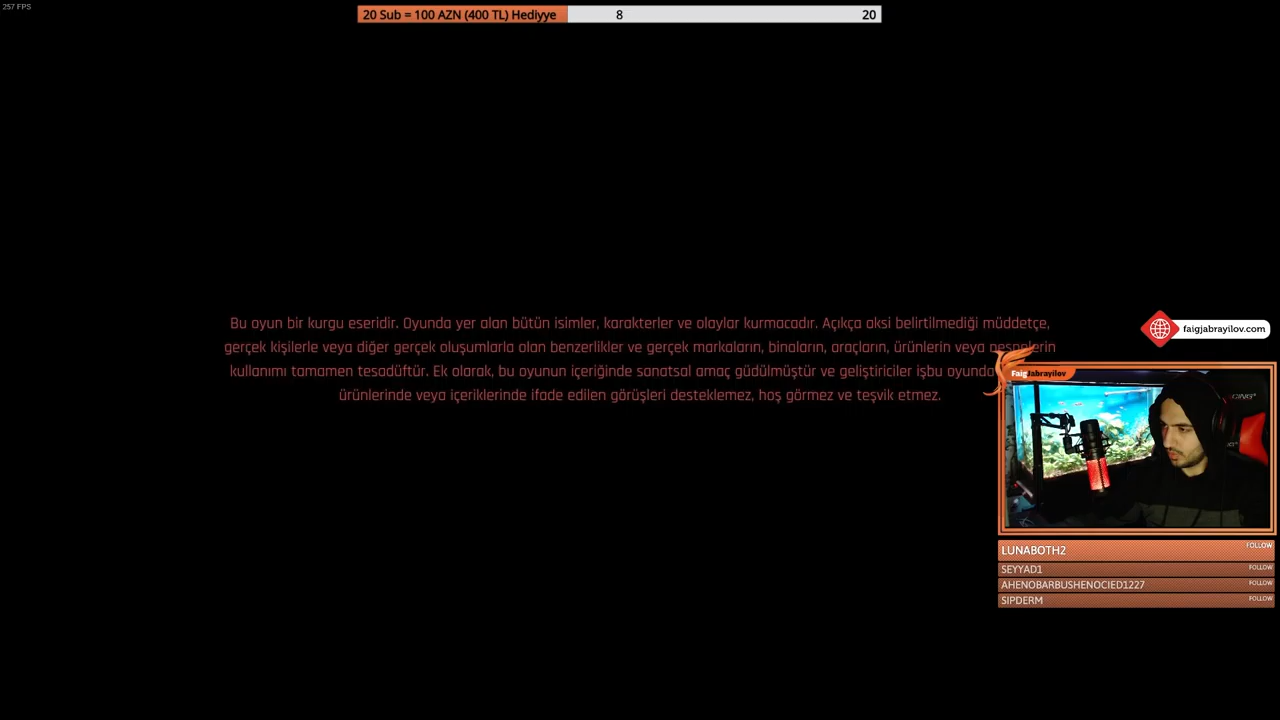 257 FPS
20 Sub = 100 AZN (400 TL) Hediyye 8 20
Bu oyun bir kurgu eseridir. Oyunda yer alan bütün isimler, karakterler ve olaylar kurmacadır. Açıkça aksi belirtilmediği müddetçe,
gerçek kişilerle veya diğer gerçek oluşumlarla olan benzerlikler ve gerçek markaların, binaların, araçların, ürünlerin veya nesnelerin
kullanımı tamamen tesadüftür. Ek olarak, bu oyunun içeriğinde sanatsal amaç güdülmüştür ve geliştiriciler işbu oyunda
ürünlerinde veya içeriklerinde ifade edilen görüşleri desteklemez, hoş görmez ve teşvik etmez.
faigjabrayilov.com
FaigJabrayilov
LUNABOTH2 FOLLOW
SEYYAD1 FOLLOW
AHENOBARBUSHENOCIED1227 FOLLOW
SIPDERM FOLLOW